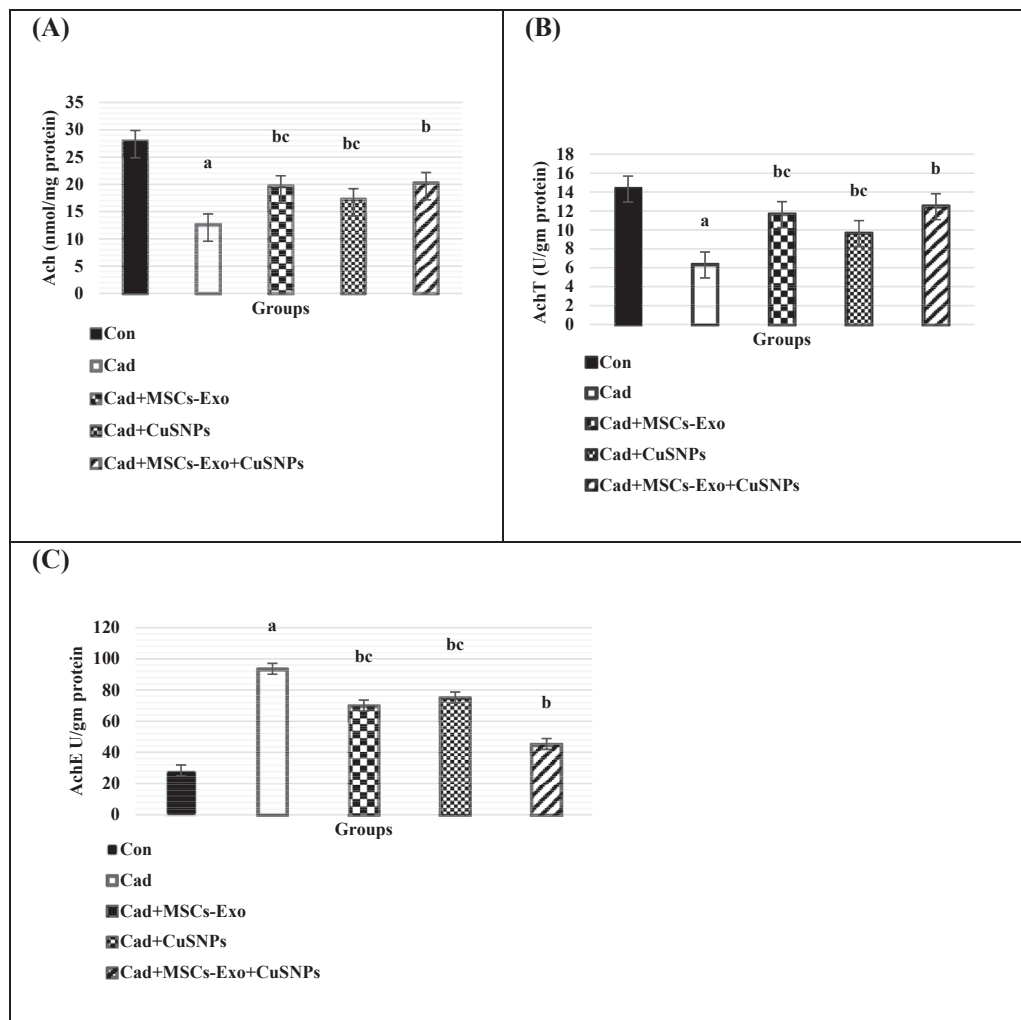 (A)
Ach (nmol/mg protein)
35
30
25
20
15
10
5
0
a
bc
bc
b
Groups
Con
Cad
Cad+MSCs-Exo
Cad+CuSNPs
Cad+MSCs-Exo+CuSNPs
(B)
AchT (U/gm protein)
18
16
14
12
10
8
6
4
2
0
a
bc
bc
b
Groups
Con
Cad
Cad+MSCs-Exo
Cad+CuSNPs
Cad+MSCs-Exo+CuSNPs
(C)
AchE U/gm protein
120
100
80
60
40
20
0
a
bc
bc
b
Groups
Con
Cad
Cad+MSCs-Exo
Cad+CuSNPs
Cad+MSCs-Exo+CuSNPs